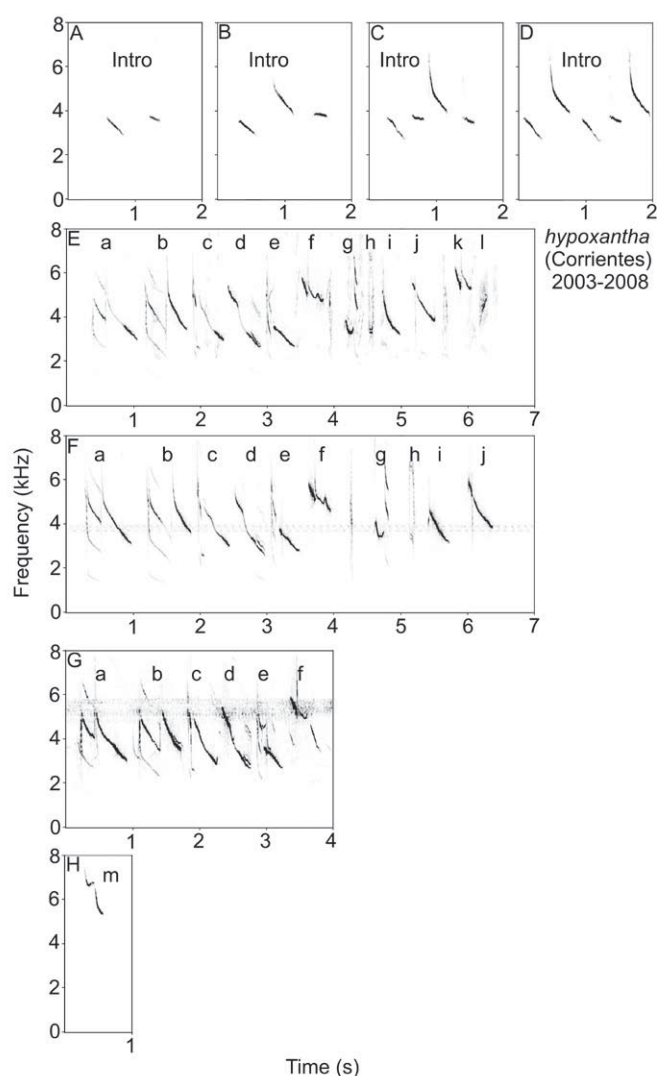 A B C D
Intro Intro Intro Intro
8
6
4
2
0
1 2 1 2 1 2 1 2
hypoxantha
(Corrientes)
2003-2008
E a b c d e f g h i j k l
8
6
4
2
0
1 2 3 4 5 6 7
F a b c d e f g h i j
8
6
4
2
0
1 2 3 4 5 6 7
Frequency (kHz)
G a b c d e f
8
6
4
2
0
1 2 3 4
H m
8
6
4
2
0
1
Time (s)